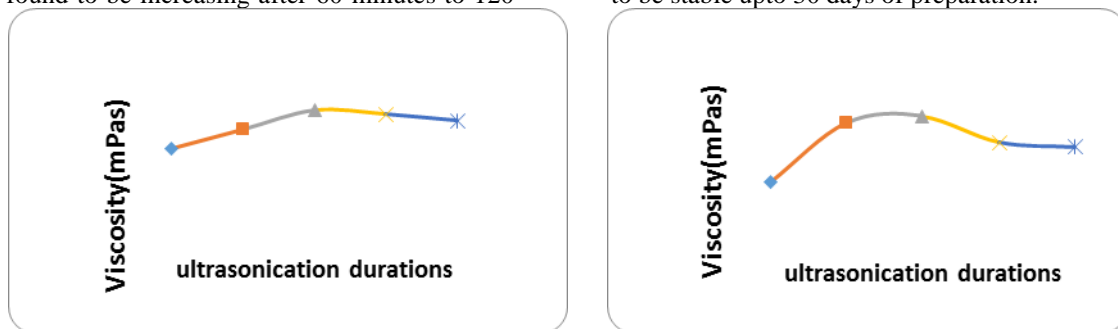 found to be increasing after 60 minutes to 120
to be stable upto 30 days of preparation.
Viscosity(mPas)
ultrasonication durations
Viscosity(mPas)
ultrasonication durations